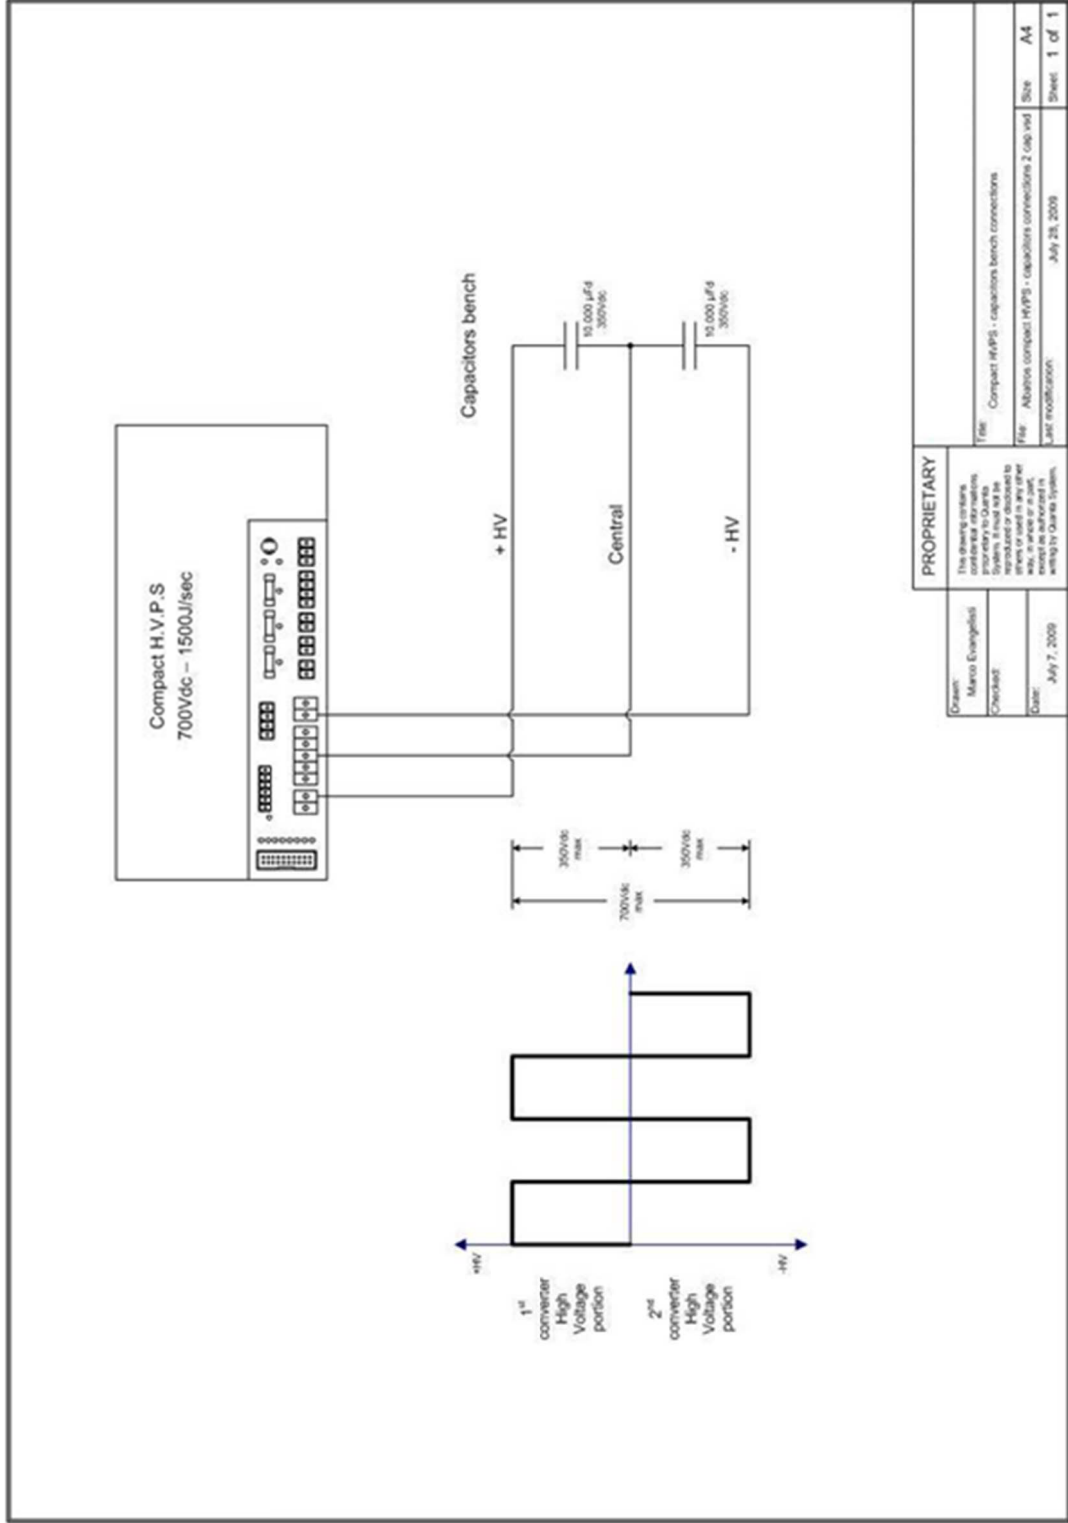 Compact H.V.P.S
700Vdc – 1500J/sec
Capacitors bench
+ HV
10.000 µFd
350Vdc
Central
10.000 µFd
350Vdc
- HV
350Vdc
max
350Vdc
max
700Vdc
max
+HV
1st
converter
High
Voltage
portion
2nd
converter
High
Voltage
portion
-HV
Drawn:
Marco Evangelisti
Checked:
Date:
July 7, 2009
PROPRIETARY
This drawing contains
confidential informations
proprietary to Quanta
System. It must not be
reproduced or disclosed to
others or used in any other
way, in whole or in part,
except as authorized in
writing by Quanta System.
Title:
Compact HVPS - capacitors bench connections
File: Albatros compact HVPS - capacitors connections 2 cap.vsd
Size A4
Last modification: July 28, 2009
Sheet: 1 of 1